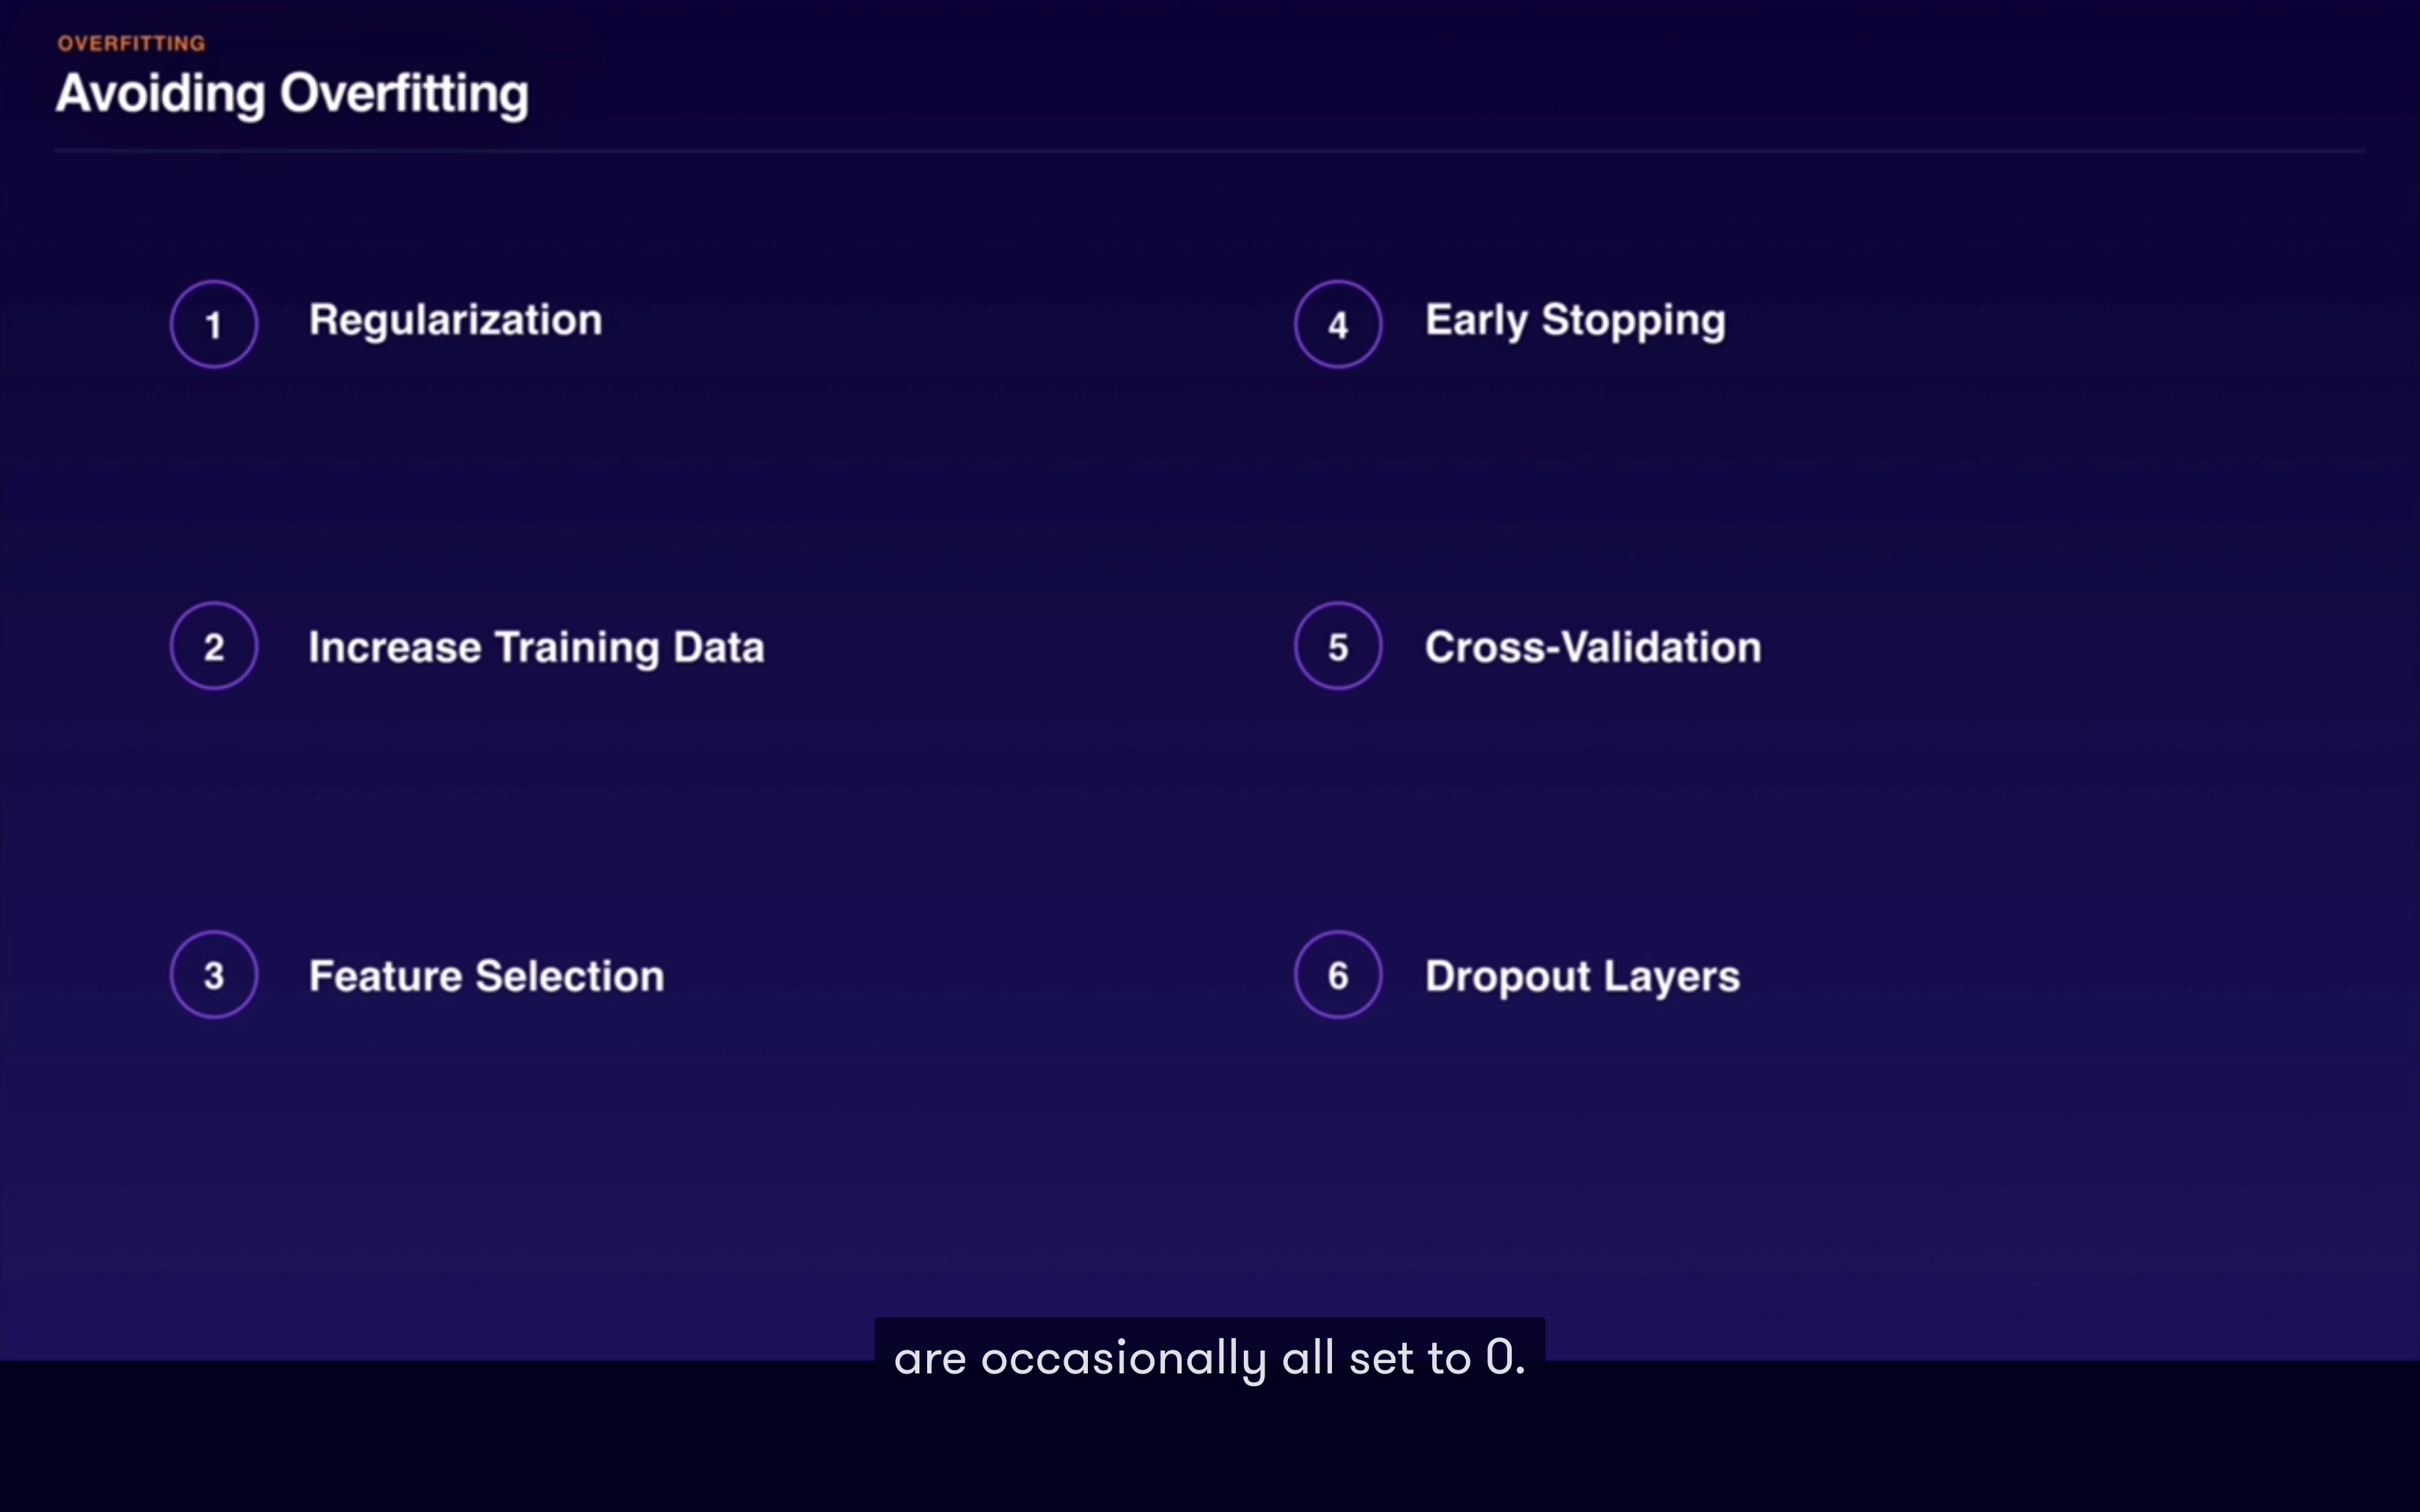 OVERFITTING
Avoiding Overfitting
1 Regularization
2 Increase Training Data
3 Feature Selection
4 Early Stopping
5 Cross-Validation
6 Dropout Layers
are occasionally all set to 0.